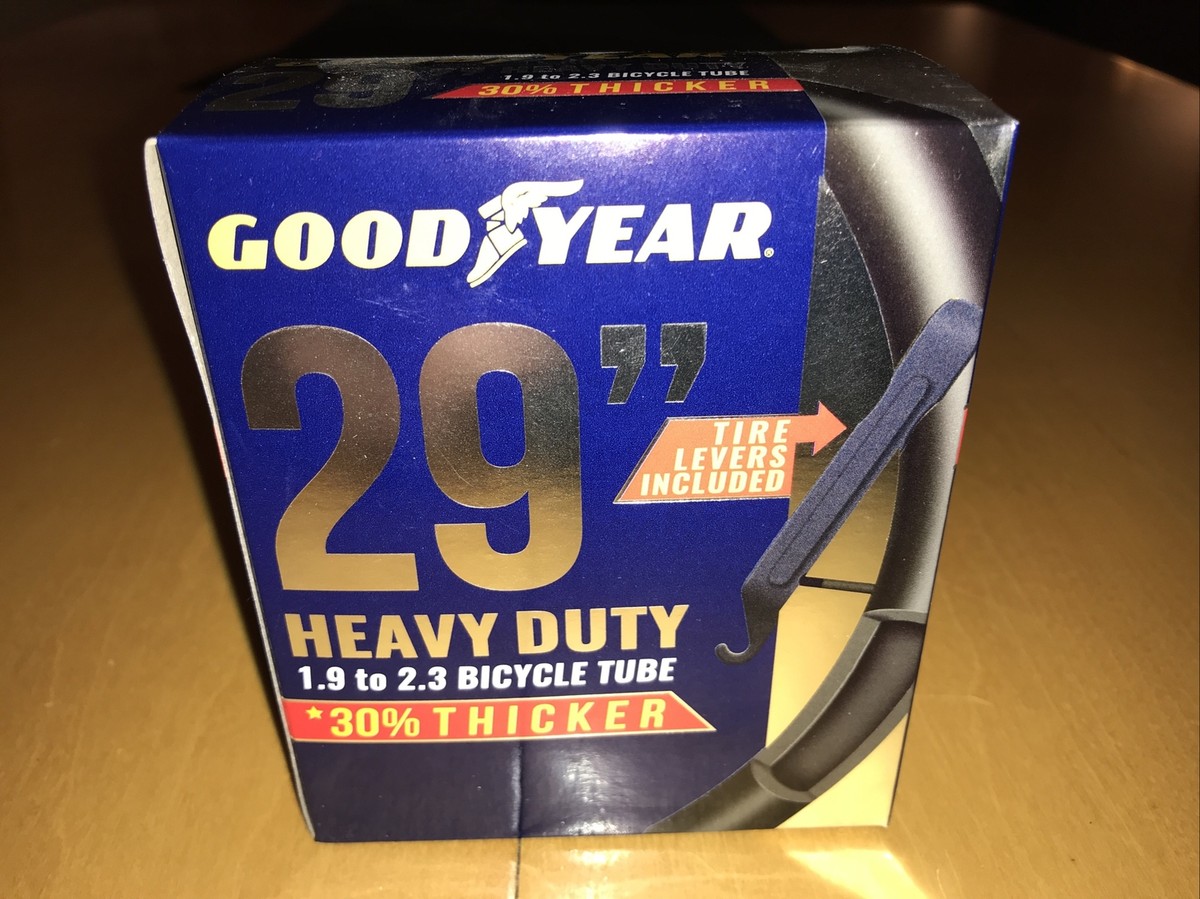 29
1.9 to 2.3 BICYCLE TUBE
30% THICKER
GOODYEAR®
29"
TIRE
LEVERS
INCLUDED
HEAVY DUTY
1.9 to 2.3 BICYCLE TUBE
*30% THICKER